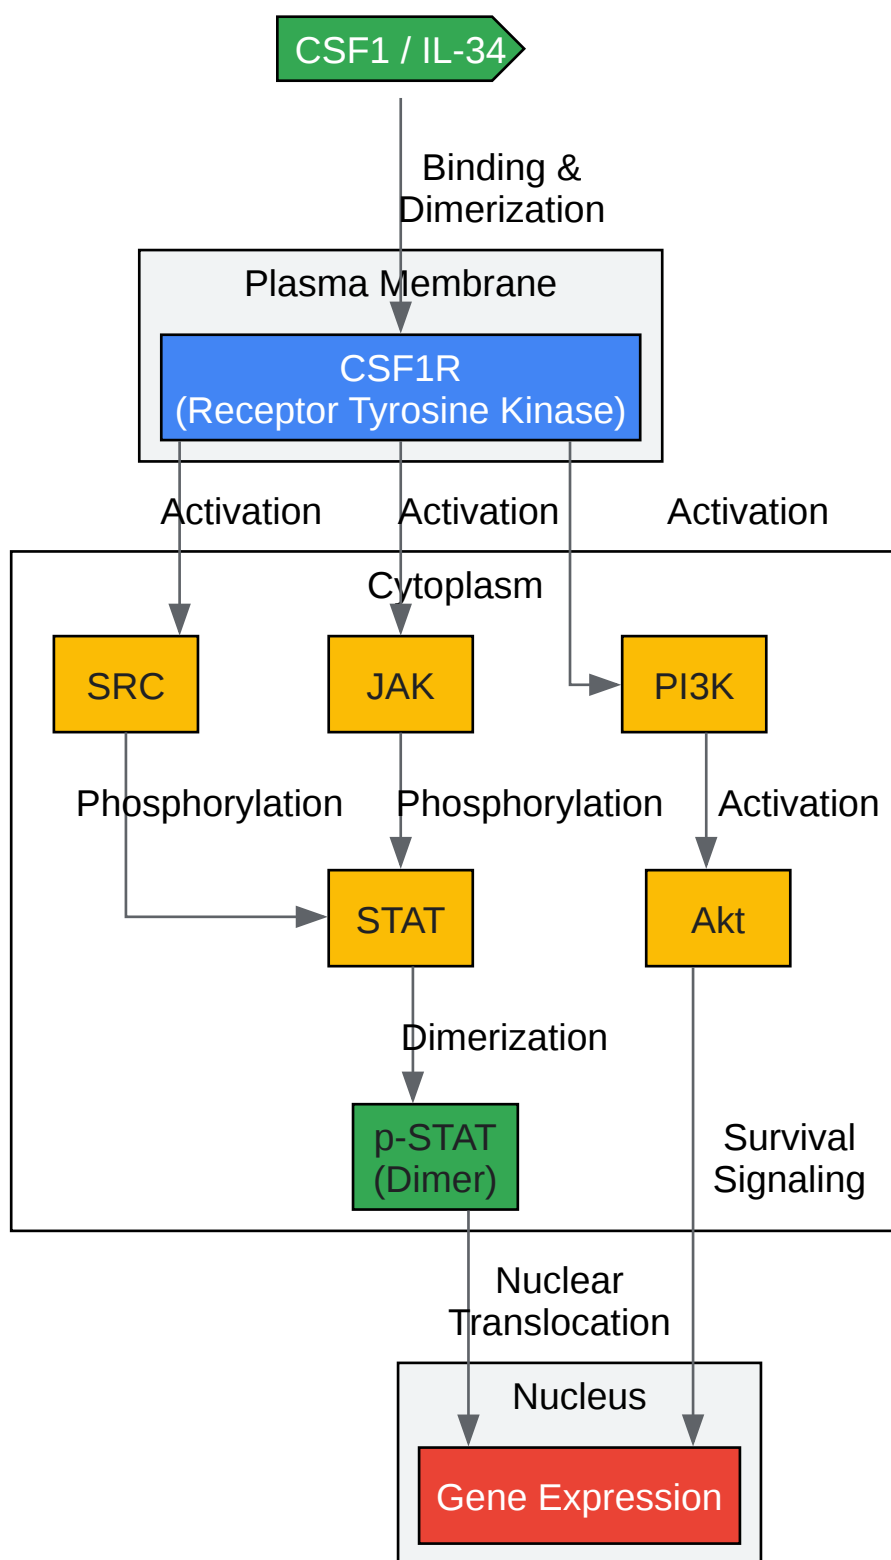 CSF1 / IL-34
Binding &
Dimerization
Plasma Membrane
CSF1R
(Receptor Tyrosine Kinase)
Activation
Activation
Activation
Cytoplasm
SRC
JAK
PI3K
Phosphorylation
Phosphorylation
Activation
STAT
Akt
Dimerization
p-STAT
(Dimer)
Survival
Signaling
Nuclear
Translocation
Nucleus
Gene Expression